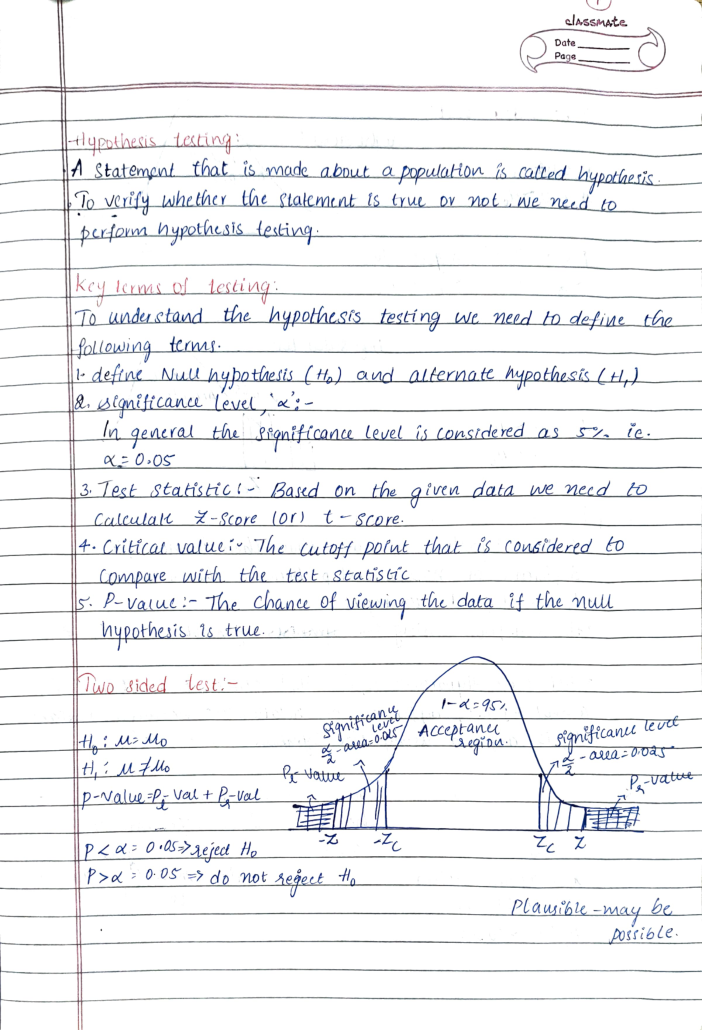 1
classmate
Date
Page
Hypothesis testing:
A statement that is made about a population is called hypothesis.
To verify whether the statement is true or not, we need to
perform hypothesis testing.
Key terms of testing:
To understand the hypothesis testing we need to define the
following terms.
1. define Null hypothesis (H₀) and alternate hypothesis (H₁)
2. significance level, 'α':-
In general the significance level is considered as 5% ie.
α = 0.05
3. Test statistic:- Based on the given data we need to
calculate Z-score (or) t-score.
4. Critical value:- The cutoff point that is considered to
compare with the test statistic
5. P-value:- The chance of viewing the data if the null
hypothesis is true.
Two sided test:-
1-α=95%
Acceptance
region.
significance
level
α/2 - area=0.025
significance level
α/2 - area=0.025
H₀: μ=μ₀
H₁: μ≠μ₀
P-value=Pₗ-val + Pᵣ-val
Pₗ value
Pᵣ-value
-Z -Zc Zc Z
P<α = 0.05 ⇒ reject H₀
P>α = 0.05 ⇒ do not reject H₀
Plausible - may be
possible.